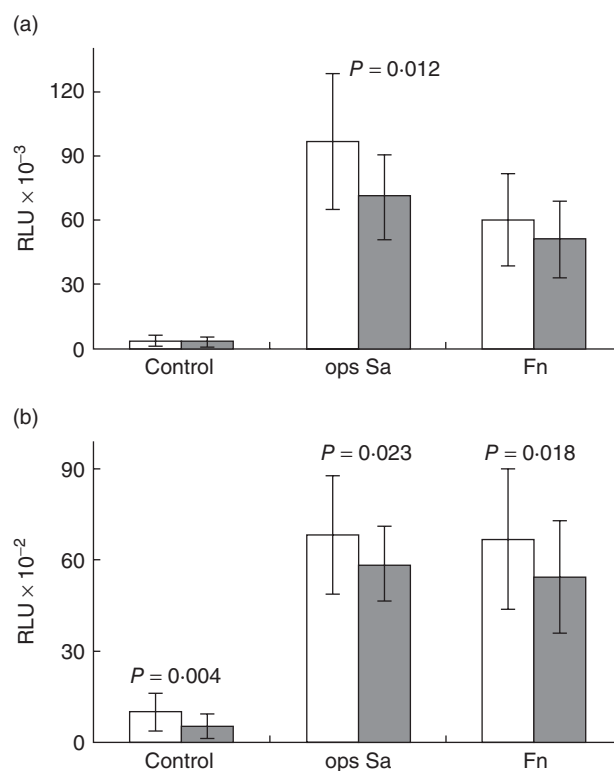 (a)
P = 0·012
120
90
60
30
0
RLU × 10⁻³
Control ops Sa Fn
(b)
90
60
30
0
RLU × 10⁻²
P = 0·023 P = 0·018
P = 0·004
Control ops Sa Fn